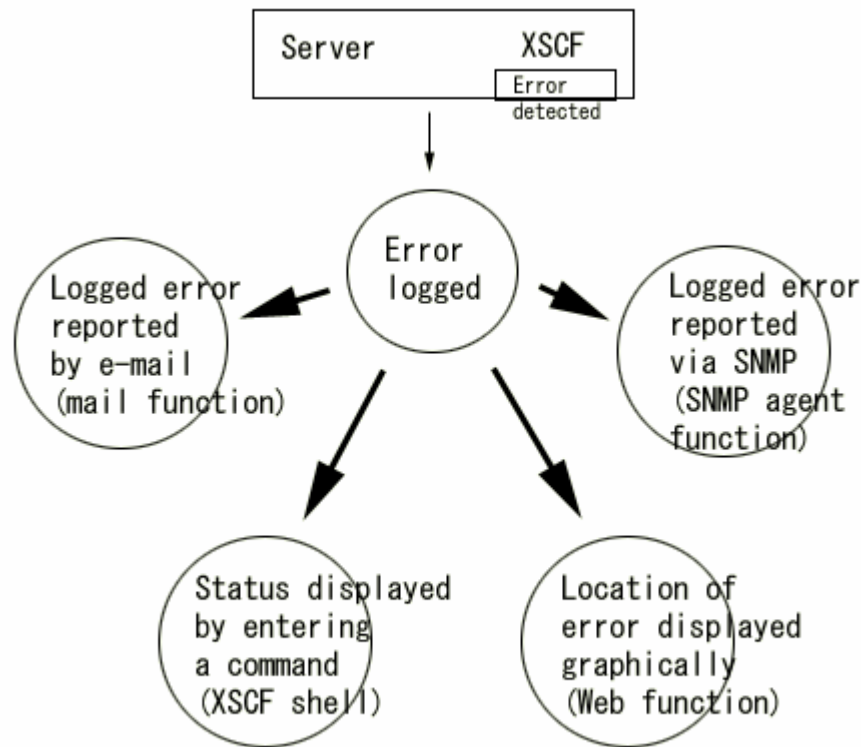 Server
XSCF
Error
detected
Error
logged
Logged error
reported
by e-mail
(mail function)
Logged error
reported
via SNMP
(SNMP agent
function)
Status displayed
by entering
a command
(XSCF shell)
Location of
error displayed
graphically
(Web function)